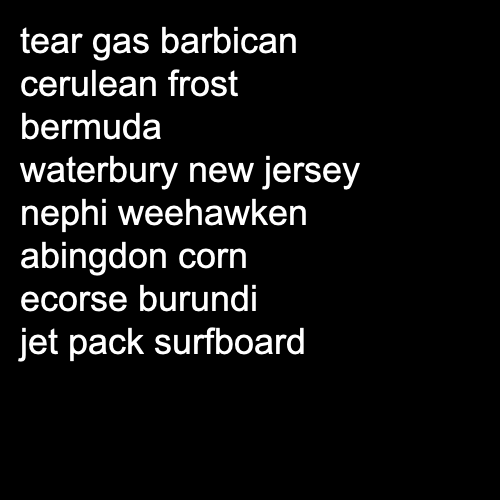 tear gas barbican
cerulean frost
bermuda
waterbury new jersey
nephi weehawken
abingdon corn
ecorse burundi
jet pack surfboard